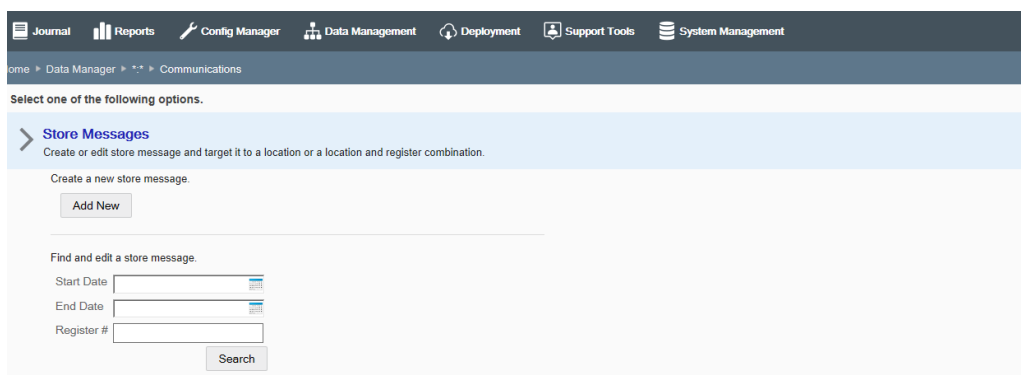 Journal Reports Config Manager Data Management Deployment Support Tools System Management
ome ▸ Data Manager ▸ *:* ▸ Communications
Select one of the following options.
Store Messages
Create or edit store message and target it to a location or a location and register combination.
Create a new store message.
Add New
Find and edit a store message.
Start Date
End Date
Register #
Search